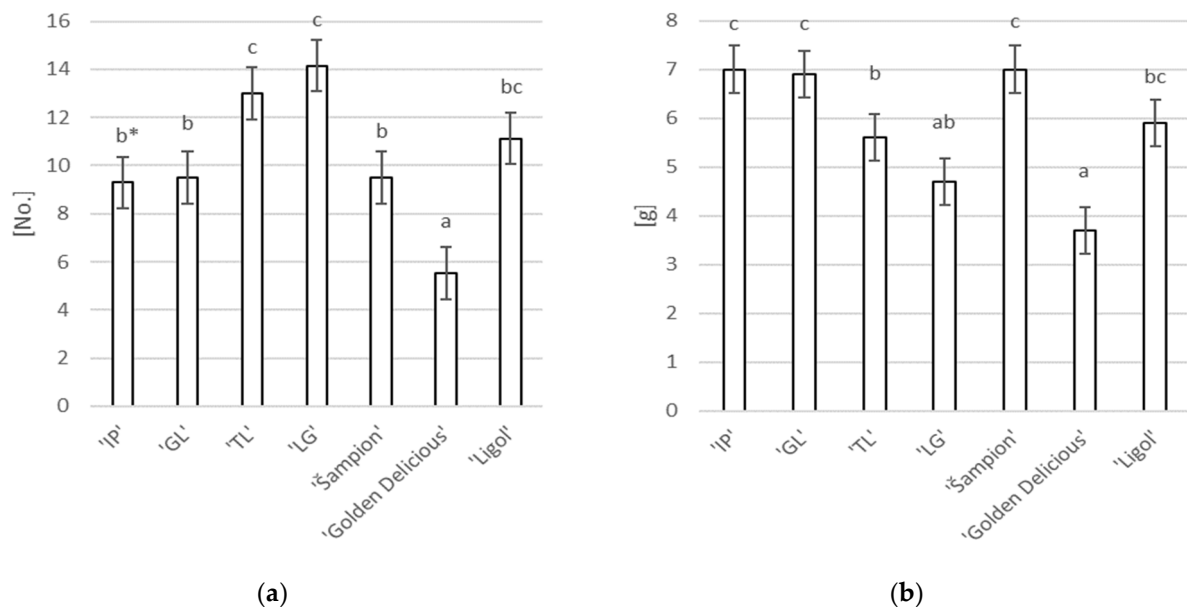 16
14
12
10
8
6
4
2
0
[No.]
b*
b
c
c
b
a
bc
'IP'
'GL'
'TL'
'LG'
'Šampion'
'Golden Delicious'
'Ligol'
(a)
8
7
6
5
4
3
2
1
0
[g]
c
c
b
ab
c
a
bc
'IP'
'GL'
'TL'
'LG'
'Šampion'
'Golden Delicious'
'Ligol'
(b)